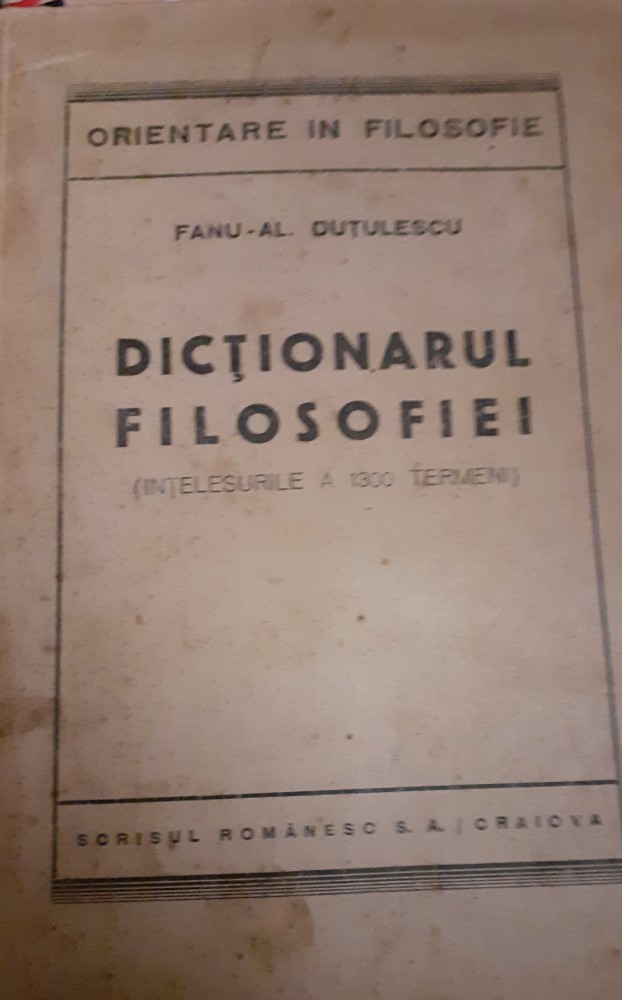 ORIENTARE IN FILOSOFIE
FANU-AL. DUȚULESCU
DICȚIONARUL
FILOSOFIEI
(INȚELESURILE A 1300 TERMENI)
SCRISUL ROMÂNESC S. A. / CRAIOVA